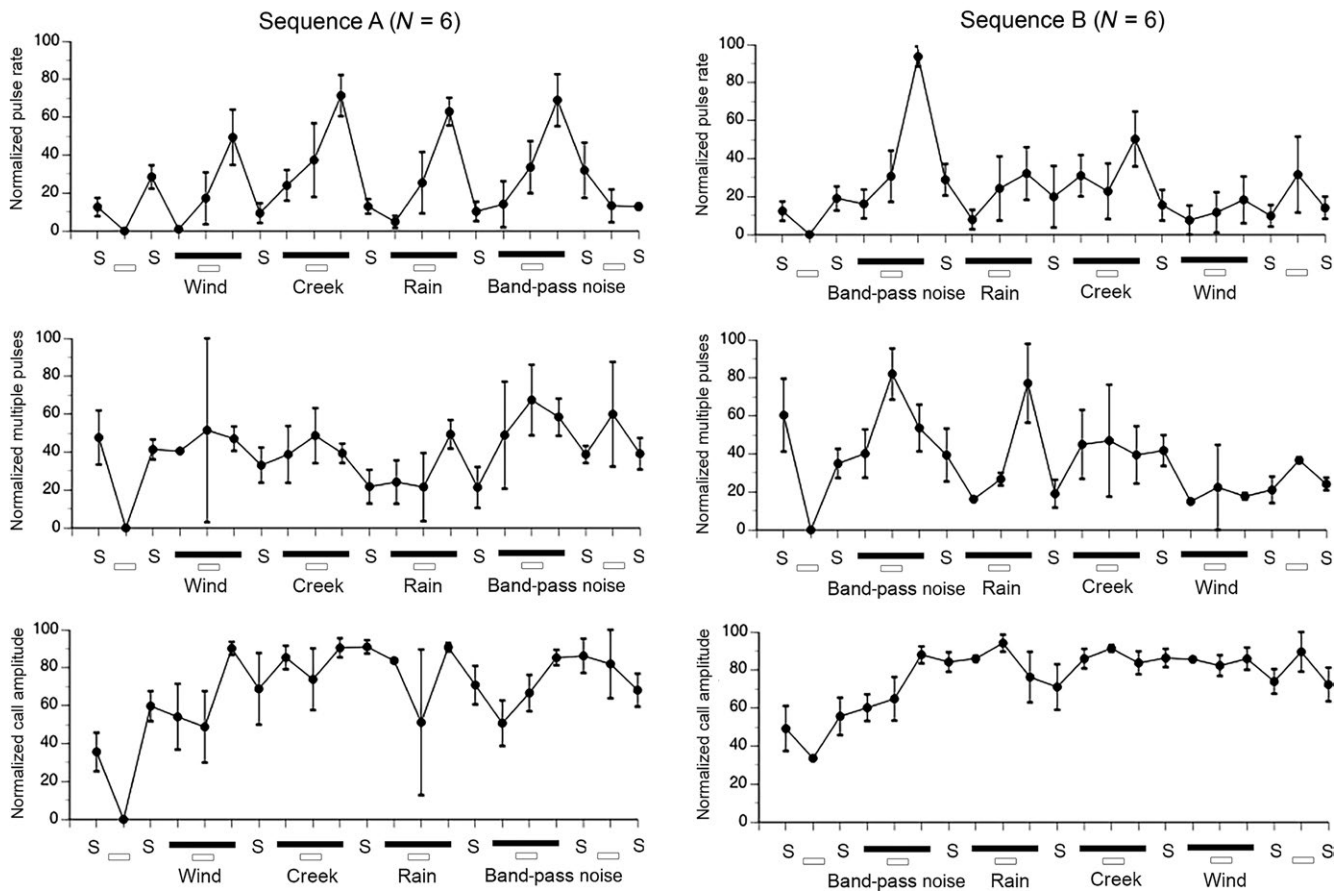 Sequence A (N = 6)
Normalized pulse rate
100
80
60
40
20
0
S S S S S S S
Wind Creek Rain Band-pass noise
Normalized multiple pulses
100
80
60
40
20
0
S S S S S S S
Wind Creek Rain Band-pass noise
Normalized call amplitude
100
80
60
40
20
0
S S S S S S S
Wind Creek Rain Band-pass noise
Sequence B (N = 6)
Normalized pulse rate
100
80
60
40
20
0
S S S S S S S
Band-pass noise Rain Creek Wind
Normalized multiple pulses
100
80
60
40
20
0
S S S S S S S
Band-pass noise Rain Creek Wind
Normalized call amplitude
100
80
60
40
20
0
S S S S S S S
Band-pass noise Rain Creek Wind